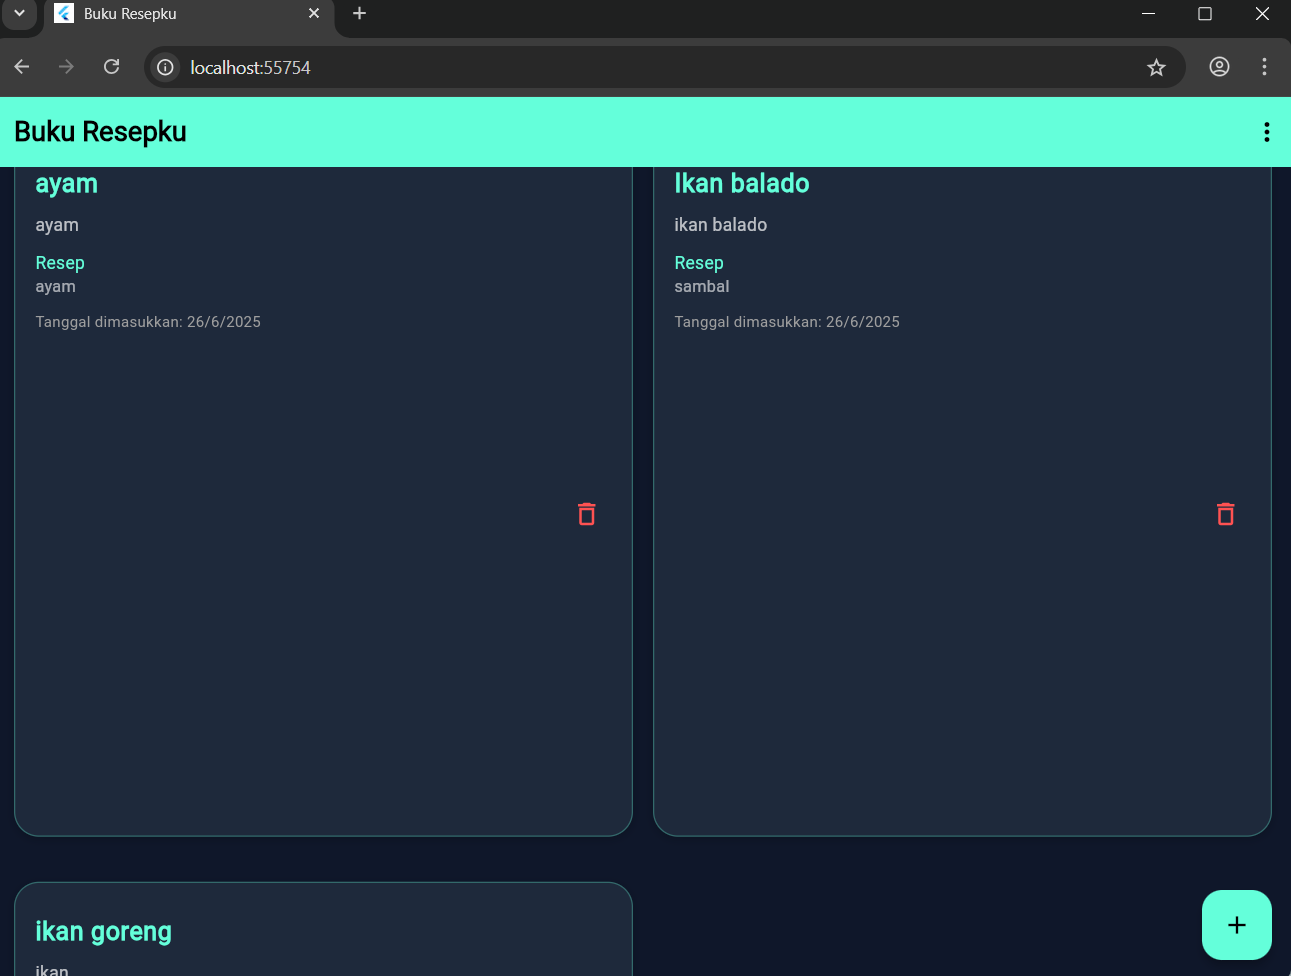 Buku Resepku
localhost:55754
Buku Resepku
ayam
ayam
Resep
ayam
Tanggal dimasukkan: 26/6/2025
Ikan balado
ikan balado
Resep
sambal
Tanggal dimasukkan: 26/6/2025
ikan goreng
ikan